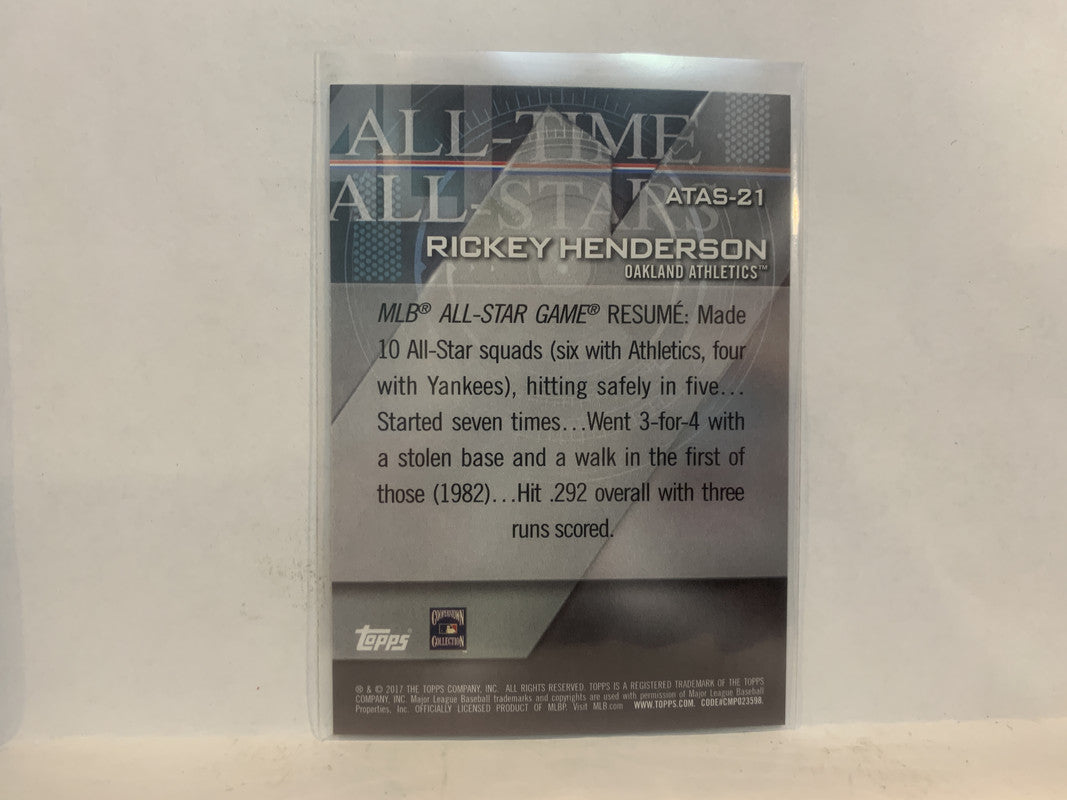 ALL-TIME
ALL-STARS
ATAS-21
RICKEY HENDERSON
OAKLAND ATHLETICS™
MLB® ALL-STAR GAME® RESUMÉ: Made
10 All-Star squads (six with Athletics, four
with Yankees), hitting safely in five...
Started seven times...Went 3-for-4 with
a stolen base and a walk in the first of
those (1982)...Hit .292 overall with three
runs scored.
topps®
COOPERSTOWN
COLLECTION
® & © 2017 THE TOPPS COMPANY, INC. ALL RIGHTS RESERVED. TOPPS IS A REGISTERED TRADEMARK OF THE TOPPS
COMPANY, INC. Major League Baseball trademarks and copyrights are used with permission of Major League Baseball
Properties, Inc. OFFICIALLY LICENSED PRODUCT OF MLBP. Visit MLB.com WWW.TOPPS.COM. CODE#CMP023598.